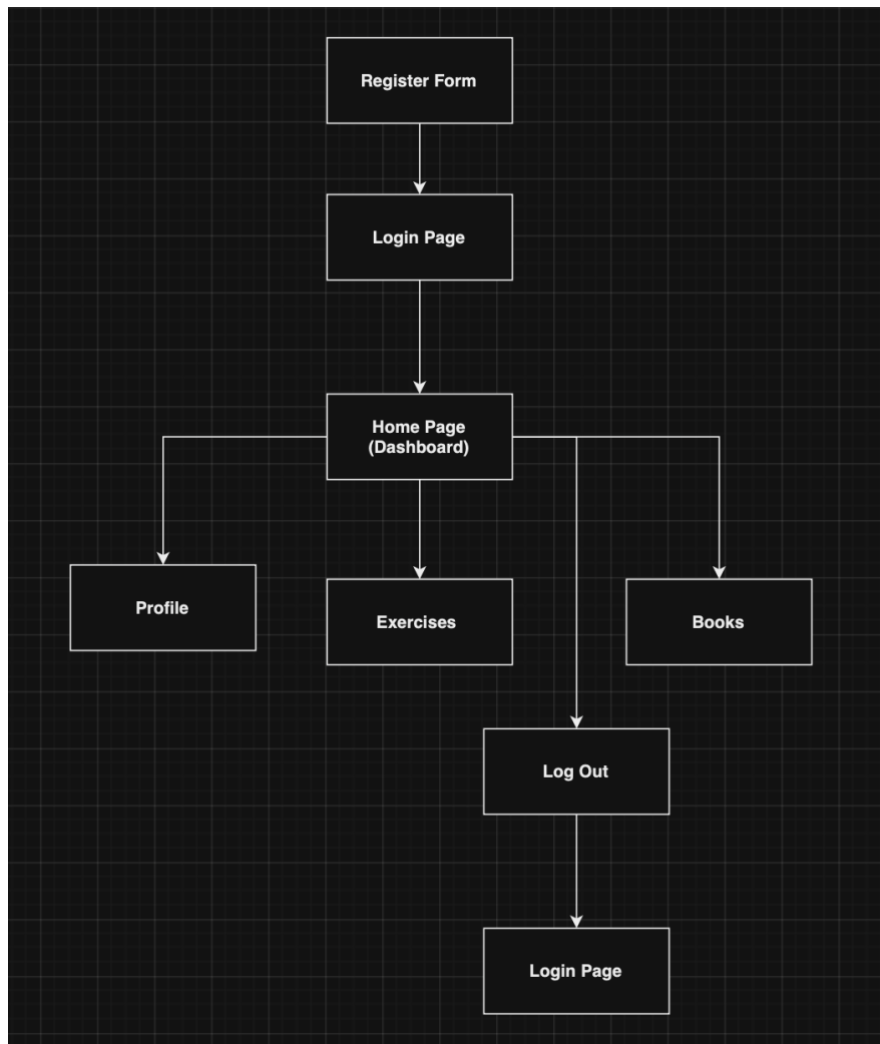 Register Form
Login Page
Home Page
(Dashboard)
Profile
Exercises
Books
Log Out
Login Page